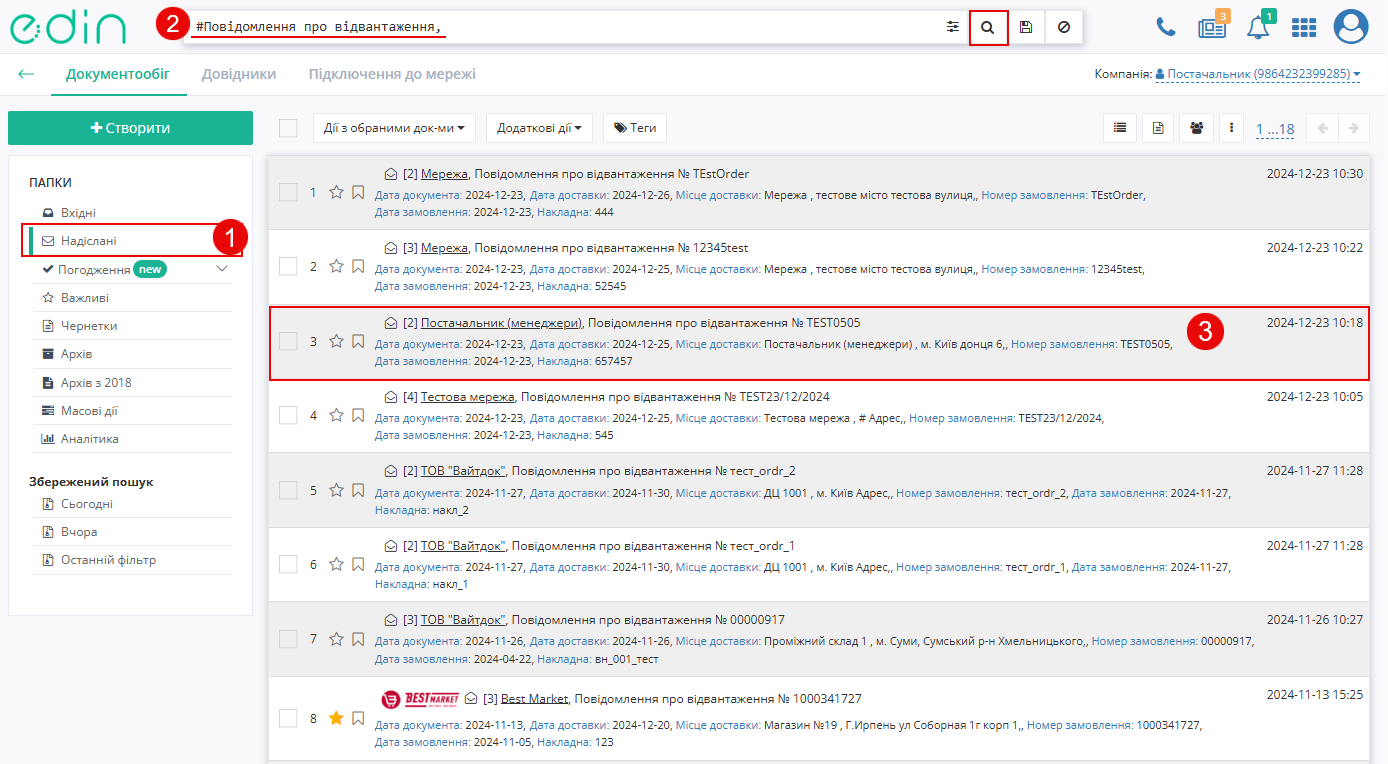 edin
2
#Повідомлення про відвантаження,
3
1
Документообіг
Довідники
Підключення до мережі
Компанія: Постачальник (9864232399285)
Створити
Дії з обраними док-ми
Додаткові дії
Теги
1 ...18
ПАПКИ
Вхідні
Надіслані
1
Погодження new
Важливі
Чернетки
Архів
Архів з 2018
Масові дії
Аналітика
Збережений пошук
Сьогодні
Вчора
Останній фільтр
1
[2] Мережа, Повідомлення про відвантаження № TEstOrder
2024-12-23 10:30
Дата документа: 2024-12-23, Дата доставки: 2024-12-26, Місце доставки: Мережа , тестове місто тестова вулиця,, Номер замовлення: TEstOrder,
Дата замовлення: 2024-12-23, Накладна: 444
2
[3] Мережа, Повідомлення про відвантаження № 12345test
2024-12-23 10:22
Дата документа: 2024-12-23, Дата доставки: 2024-12-25, Місце доставки: Мережа , тестове місто тестова вулиця,, Номер замовлення: 12345test,
Дата замовлення: 2024-12-23, Накладна: 52545
3
[2] Постачальник (менеджери), Повідомлення про відвантаження № TEST0505
3
2024-12-23 10:18
Дата документа: 2024-12-23, Дата доставки: 2024-12-25, Місце доставки: Постачальник (менеджери) , м. Київ донця 6,, Номер замовлення: TEST0505,
Дата замовлення: 2024-12-23, Накладна: 657457
4
[4] Тестова мережа, Повідомлення про відвантаження № TEST23/12/2024
2024-12-23 10:05
Дата документа: 2024-12-23, Дата доставки: 2024-12-25, Місце доставки: Тестова мережа , # Адрес,, Номер замовлення: TEST23/12/2024,
Дата замовлення: 2024-12-23, Накладна: 545
5
[2] ТОВ "Вайтдок", Повідомлення про відвантаження № тест_ordr_2
2024-11-27 11:28
Дата документа: 2024-11-27, Дата доставки: 2024-11-30, Місце доставки: ДЦ 1001 , м. Київ Адрес,, Номер замовлення: тест_ordr_2, Дата замовлення: 2024-11-27,
Накладна: накл_2
6
[2] ТОВ "Вайтдок", Повідомлення про відвантаження № тест_ordr_1
2024-11-27 11:28
Дата документа: 2024-11-27, Дата доставки: 2024-11-30, Місце доставки: ДЦ 1001 , м. Київ Адрес,, Номер замовлення: тест_ordr_1, Дата замовлення: 2024-11-27,
Накладна: накл_1
7
[3] ТОВ "Вайтдок", Повідомлення про відвантаження № 00000917
2024-11-26 10:27
Дата документа: 2024-11-26, Дата доставки: 2024-11-26, Місце доставки: Проміжний склад 1 , м. Суми, Сумський р-н Хмельницького,, Номер замовлення: 00000917,
Дата замовлення: 2024-04-22, Накладна: вн_001_тест
8
BESTMARKET
[3] Best Market, Повідомлення про відвантаження № 1000341727
2024-11-13 15:25
Дата документа: 2024-11-13, Дата доставки: 2024-12-20, Місце доставки: Магазин №19 , Г.Ирпень ул Соборная 1г корп 1,, Номер замовлення: 1000341727,
Дата замовлення: 2024-11-05, Накладна: 123